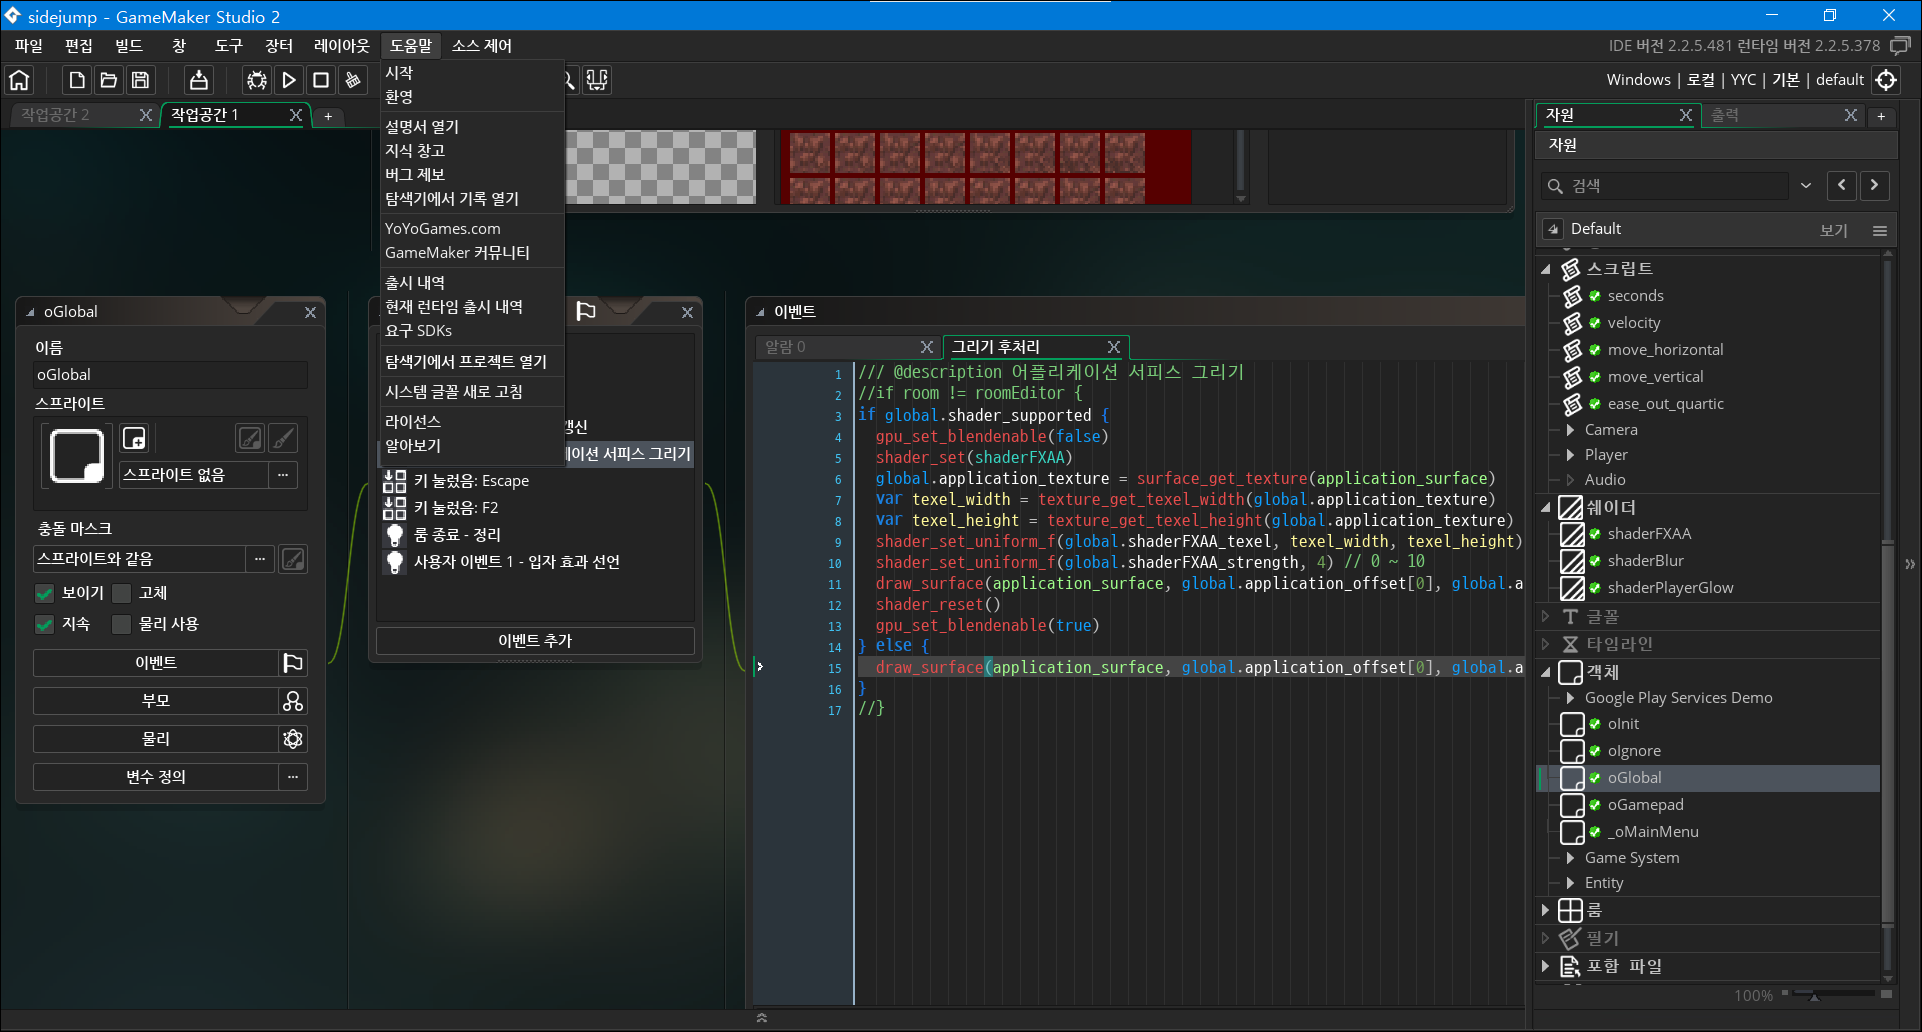 sidejump - GameMaker Studio 2
파일 편집 빌드 창 도구 장터 레이아웃 도움말 소스 제어
IDE 버전 2.2.5.481 런타임 버전 2.2.5.378
Windows | 로컬 | YYC | 기본 | default
작업공간 2
작업공간 1
시작
환영
설명서 열기
지식 창고
버그 제보
탐색기에서 기록 열기
YoYoGames.com
GameMaker 커뮤니티
출시 내역
현재 런타임 출시 내역
요구 SDKs
탐색기에서 프로젝트 열기
시스템 글꼴 새로 고침
라이선스
알아보기
oGlobal
이름
oGlobal
스프라이트
스프라이트 없음
충돌 마스크
스프라이트와 같음
보이기 고체
지속 물리 사용
이벤트
부모
물리
변수 정의
갱신
이션 서피스 그리기
키 눌렀음: Escape
키 눌렀음: F2
룸 종료 - 정리
사용자 이벤트 1 - 입자 효과 선언
이벤트 추가
이벤트
알람 0
그리기 후처리
1 /// @description 어플리케이션 서피스 그리기
2 //if room != roomEditor {
3 if global.shader_supported {
4 gpu_set_blendenable(false)
5 shader_set(shaderFXAA)
6 global.application_texture = surface_get_texture(application_surface)
7 var texel_width = texture_get_texel_width(global.application_texture)
8 var texel_height = texture_get_texel_height(global.application_texture)
9 shader_set_uniform_f(global.shaderFXAA_texel, texel_width, texel_height)
10 shader_set_uniform_f(global.shaderFXAA_strength, 4) // 0 ~ 10
11 draw_surface(application_surface, global.application_offset[0], global.a
12 shader_reset()
13 gpu_set_blendenable(true)
14 } else {
15 draw_surface(application_surface, global.application_offset[0], global.a
16 }
17 //}
자원
출력
자원
검색
Default
보기
스크립트
seconds
velocity
move_horizontal
move_vertical
ease_out_quartic
Camera
Player
Audio
쉐이더
shaderFXAA
shaderBlur
shaderPlayerGlow
글꼴
타임라인
객체
Google Play Services Demo
oInit
oIgnore
oGlobal
oGamepad
_oMainMenu
Game System
Entity
룸
필기
포함 파일
100%